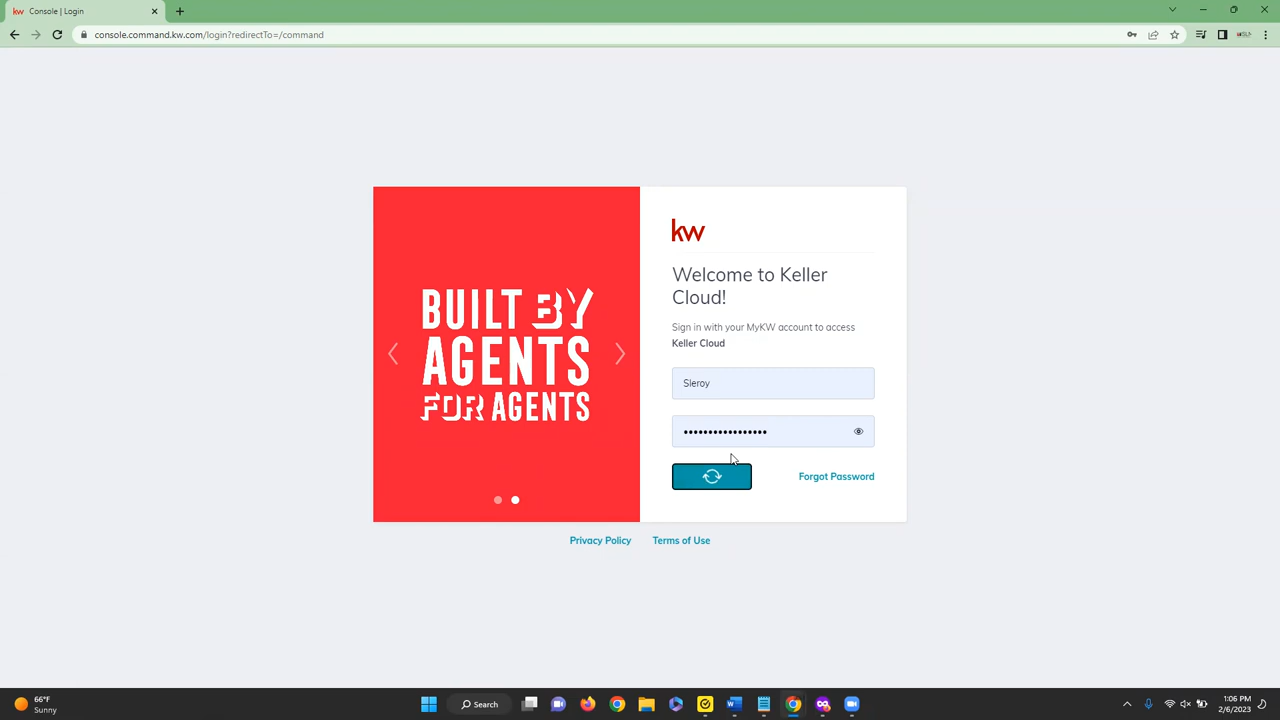 kw Console | Login
console.command.kw.com/login?redirectTo=/command
BUILT BY
AGENTS
FOR AGENTS
kw
Welcome to Keller
Cloud!
Sign in with your MyKW account to access
Keller Cloud
Sleroy
••••••••••••••••••
Forgot Password
Privacy Policy Terms of Use
66°F
Sunny
Search
1:06 PM
2/6/2023